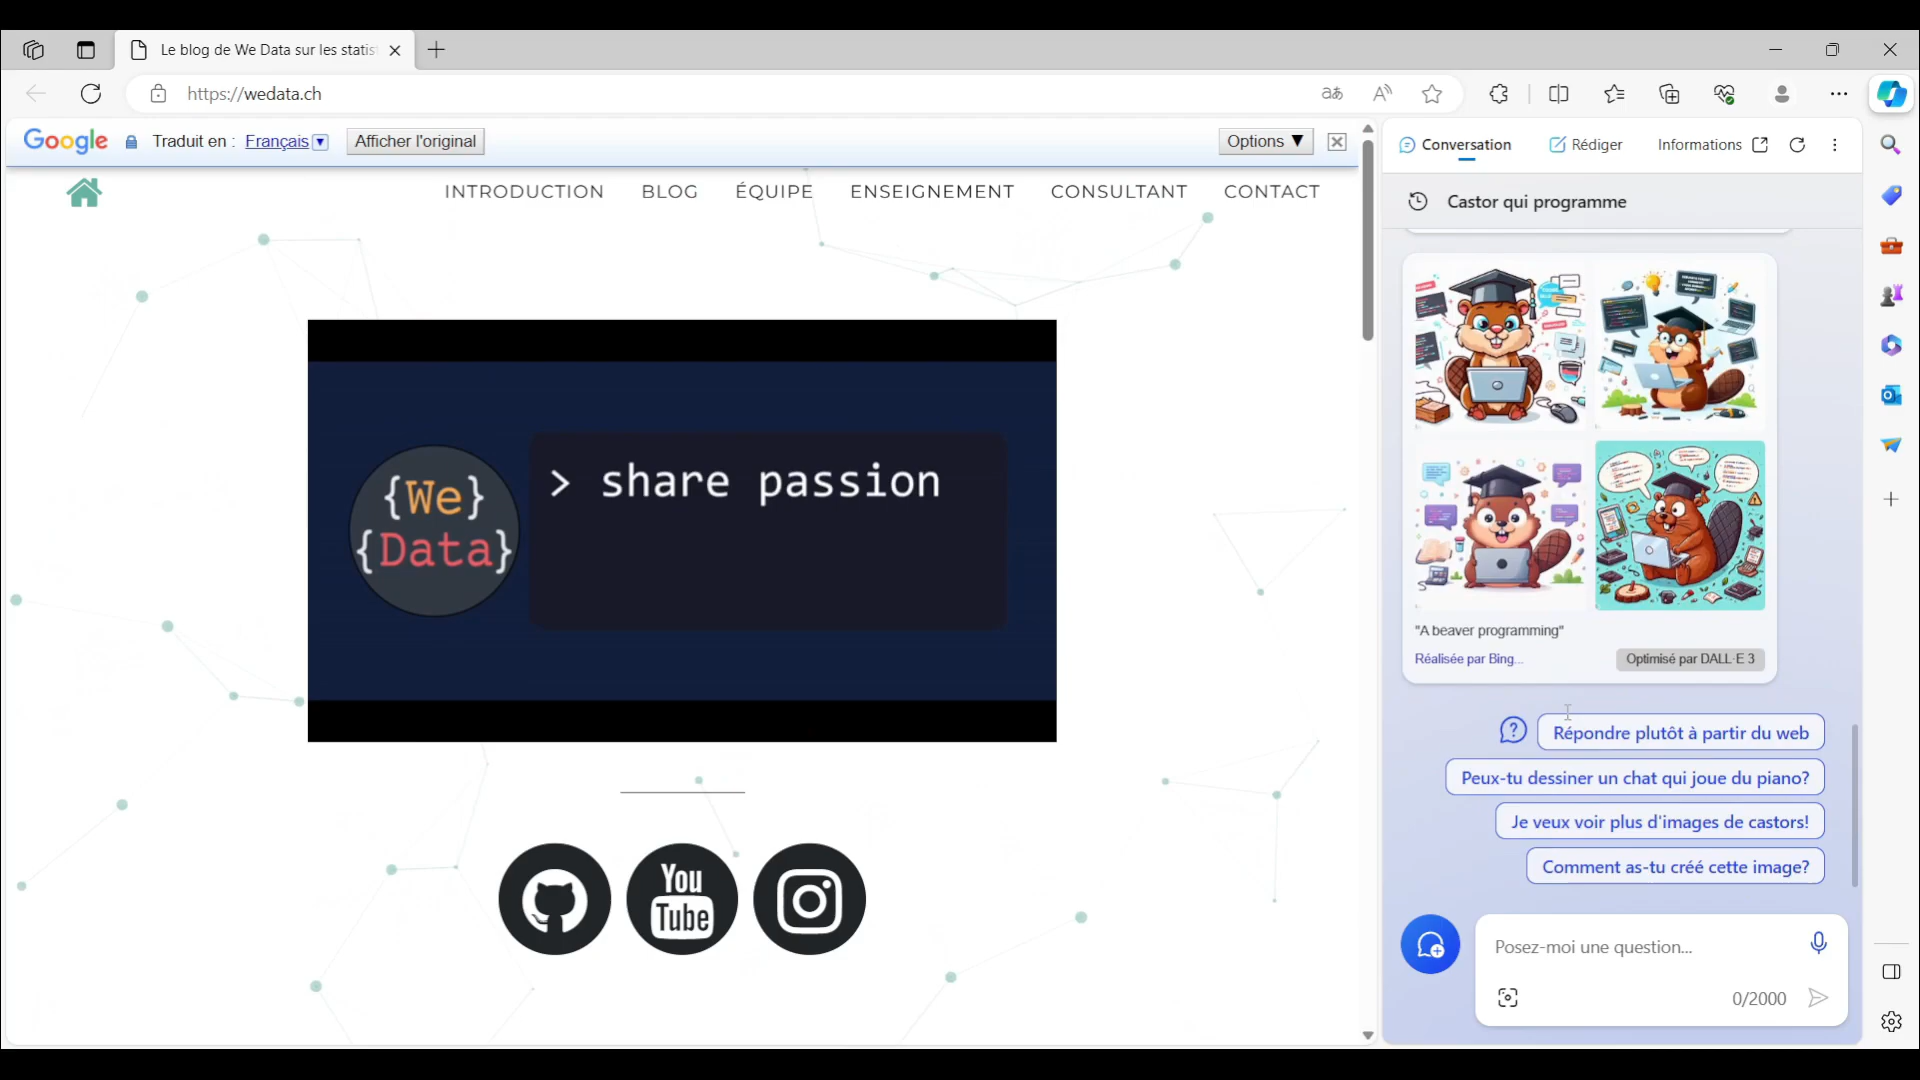 Le blog de We Data sur les statis
https://wedata.ch
Google Traduit en : Français Afficher l'original Options ▼
INTRODUCTION BLOG ÉQUIPE ENSEIGNEMENT CONSULTANT CONTACT
{We}
{Data}
> share passion
You
Tube
Conversation Rédiger Informations
Castor qui programme
"A beaver programming"
Réalisée par Bing... Optimisé par DALL·E 3
Répondre plutôt à partir du web
Peux-tu dessiner un chat qui joue du piano?
Je veux voir plus d'images de castors!
Comment as-tu créé cette image?
Posez-moi une question...
0/2000